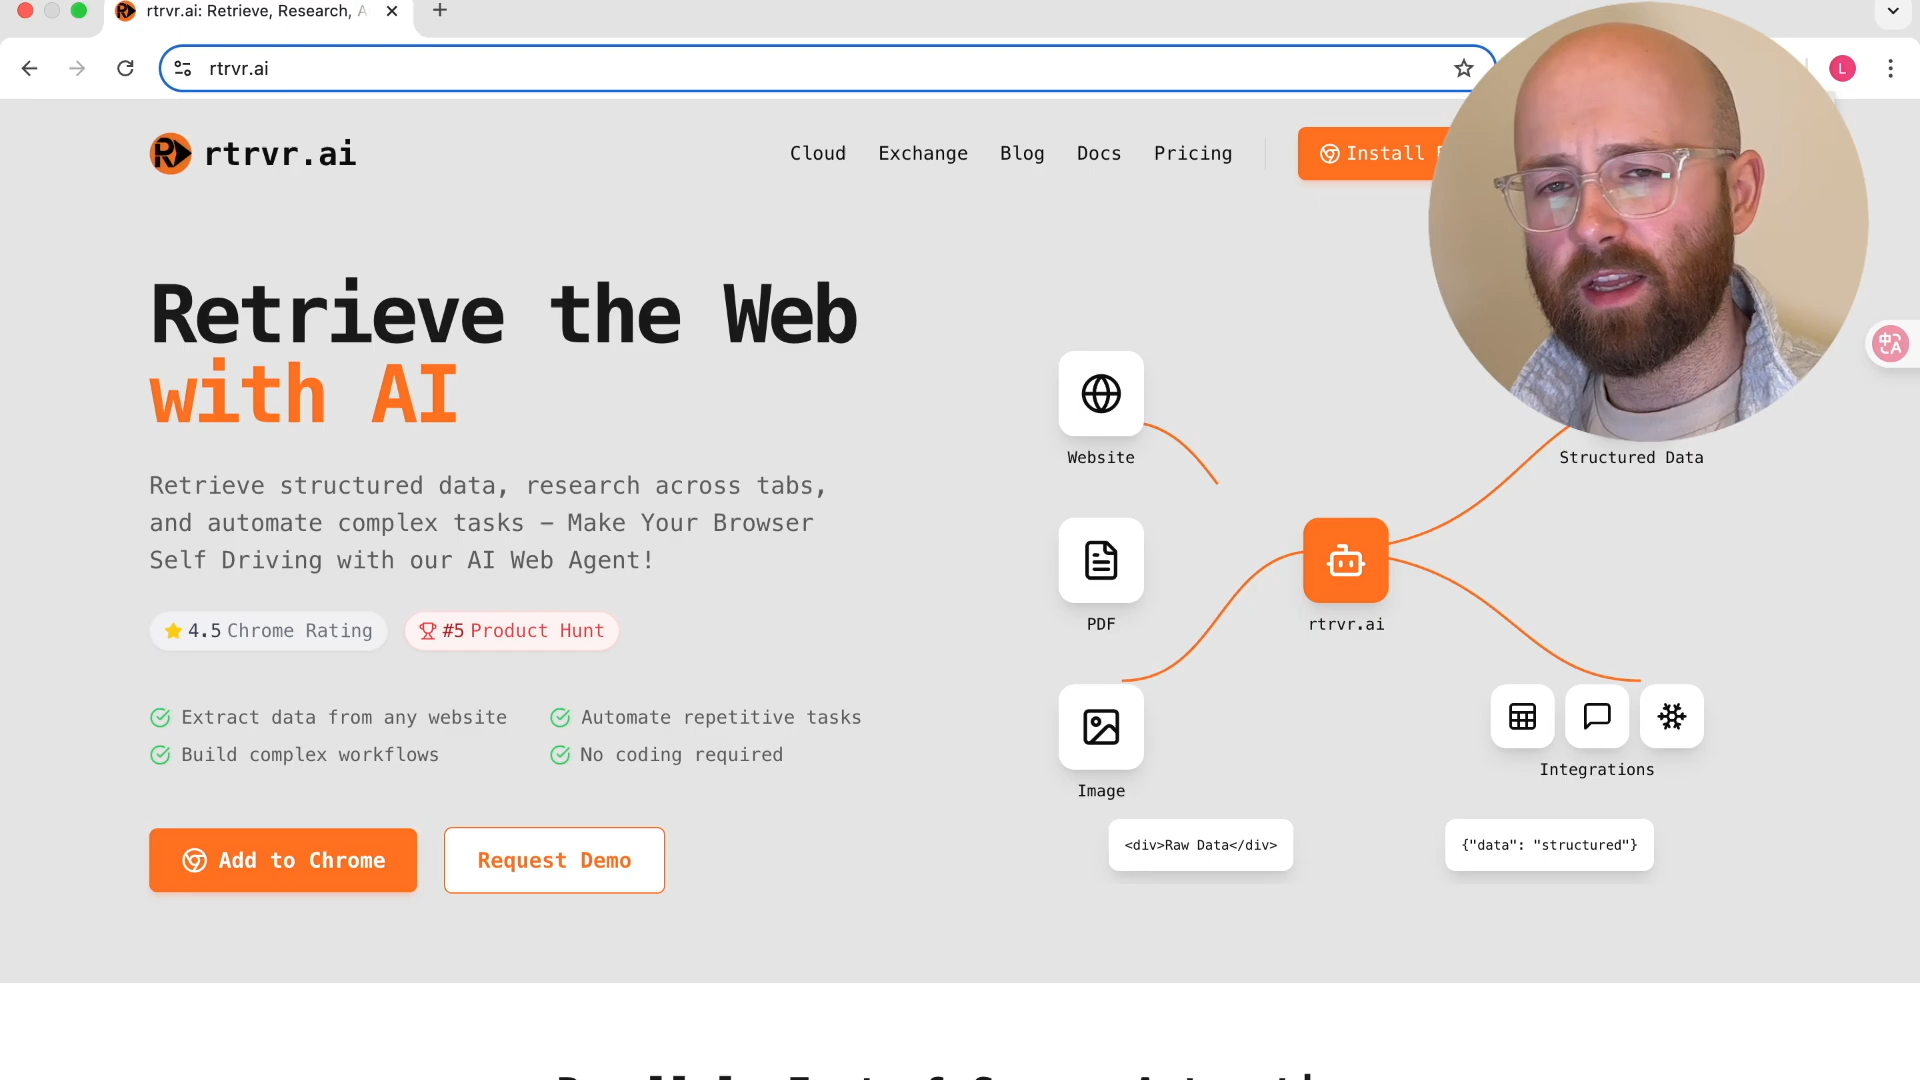 rtrvr.ai: Retrieve, Research, A
rtrvr.ai
L
rtrvr.ai
Cloud
Exchange
Blog
Docs
Pricing
Install
Retrieve the Web
with AI
Retrieve structured data, research across tabs,
and automate complex tasks – Make Your Browser
Self Driving with our AI Web Agent!
4.5 Chrome Rating
#5 Product Hunt
Extract data from any website
Automate repetitive tasks
Build complex workflows
No coding required
Add to Chrome
Request Demo
Website
Structured Data
PDF
rtrvr.ai
Image
Integrations
<div>Raw Data</div>
{"data": "structured"}